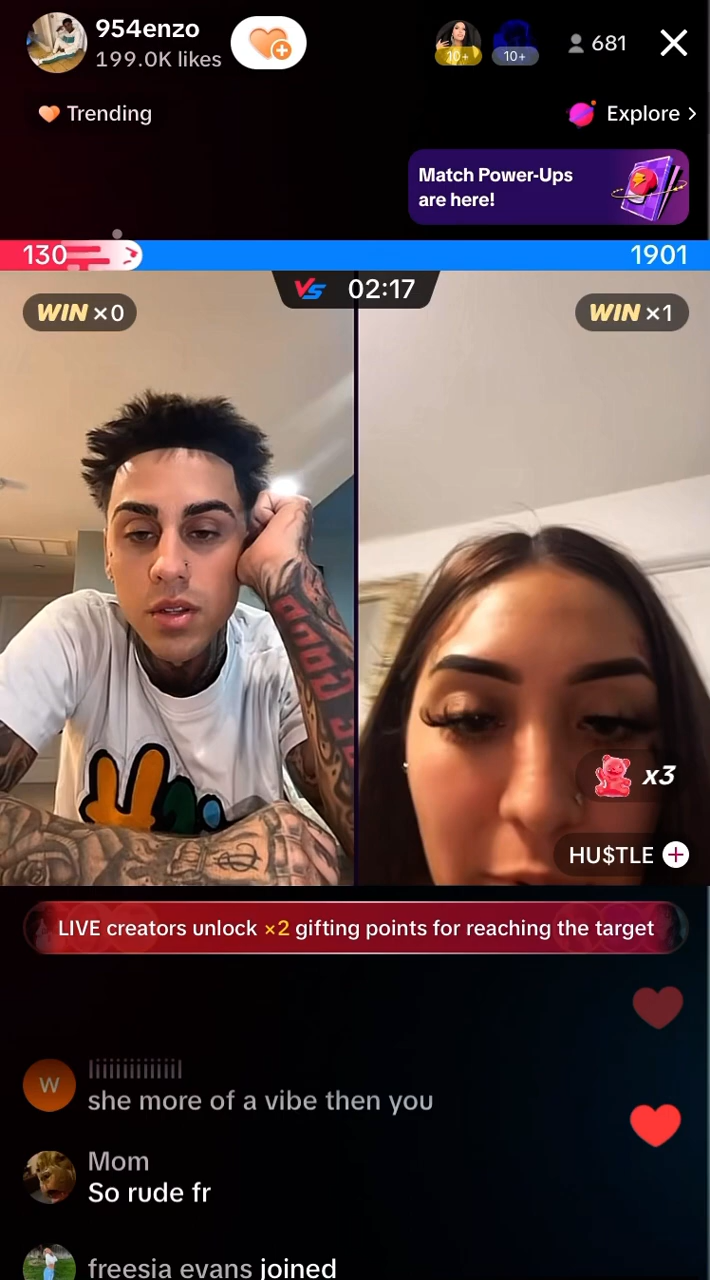 954enzo
199.0K likes
10+
10+
681
Trending
Explore
Match Power-Ups
are here!
130
1901
VS 02:17
WIN ×0
WIN ×1
x3
HU$TLE
LIVE creators unlock ×2 gifting points for reaching the target
W
she more of a vibe then you
Mom
So rude fr
freesia evans joined